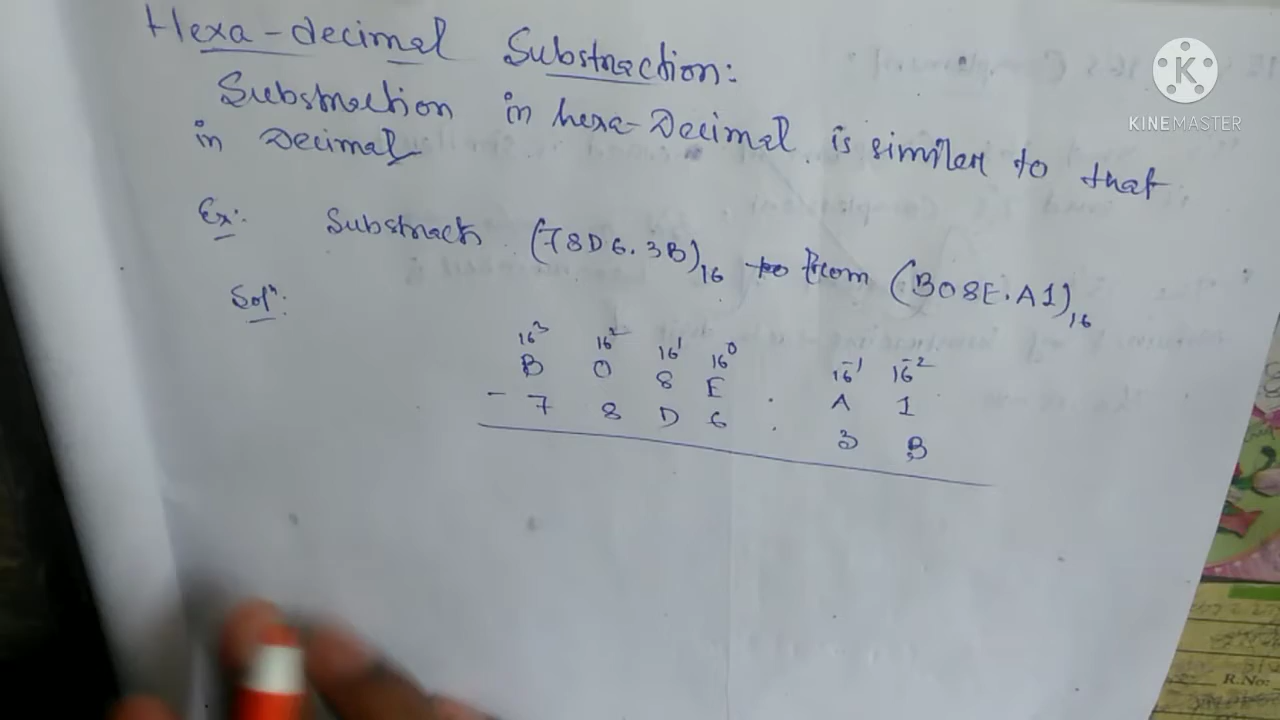 Hexa-decimal Substraction:
K
KINEMASTER
Substraction in hexa-Decimal is similar to that
in Decimal
Ex: Substract (78D6.3B)₁₆ to from (B08E.A1)₁₆
Solⁿ:
16³ 16² 16¹ 16⁰ 16⁻¹ 16⁻²
B 0 8 E . A 1
- 7 8 D 6 . 3 B
R.No: